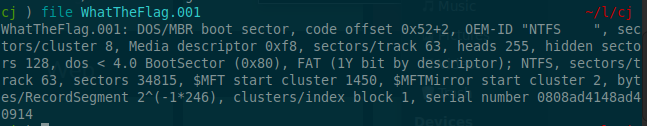 cj ) file WhatTheFlag.001 ~/l/cj
WhatTheFlag.001: DOS/MBR boot sector, code offset 0x52+2, OEM-ID "NTFS    ", sec
tors/cluster 8, Media descriptor 0xf8, sectors/track 63, heads 255, hidden secto
rs 128, dos < 4.0 BootSector (0x80), FAT (1Y bit by descriptor); NTFS, sectors/t
rack 63, sectors 34815, $MFT start cluster 1450, $MFTMirror start cluster 2, byt
es/RecordSegment 2^(-1*246), clusters/index block 1, serial number 0808ad4148ad4
0914
Devices